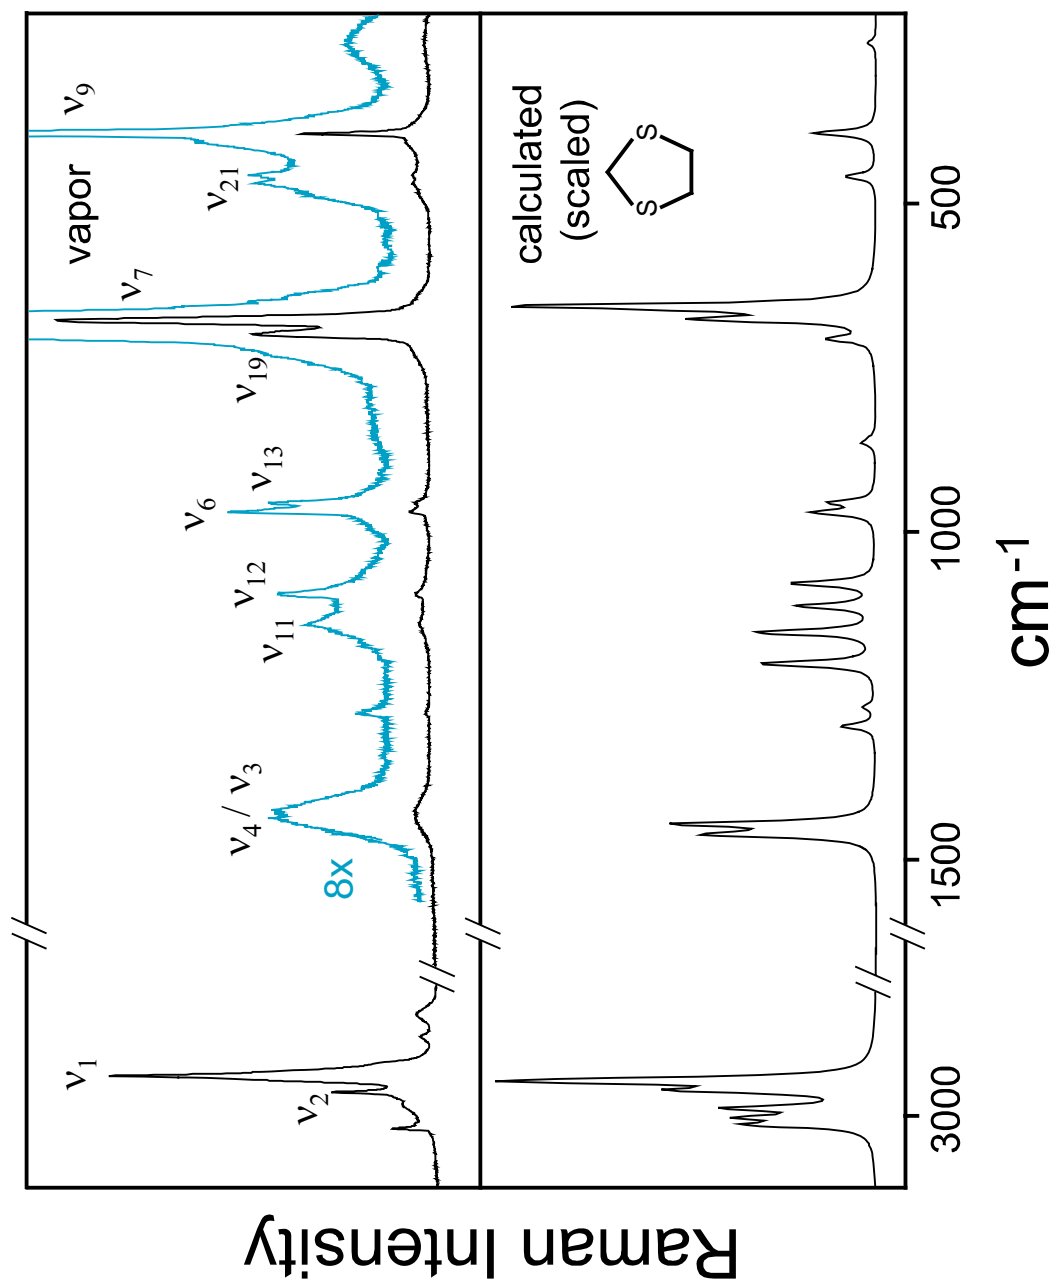 Raman Intensity
vapor
8x
ν1
ν2
ν4 / ν3
ν11
ν12
ν6
ν13
ν19
ν7
ν21
ν9
calculated
(scaled)
S
S
3000
1500
1000
500
cm-1